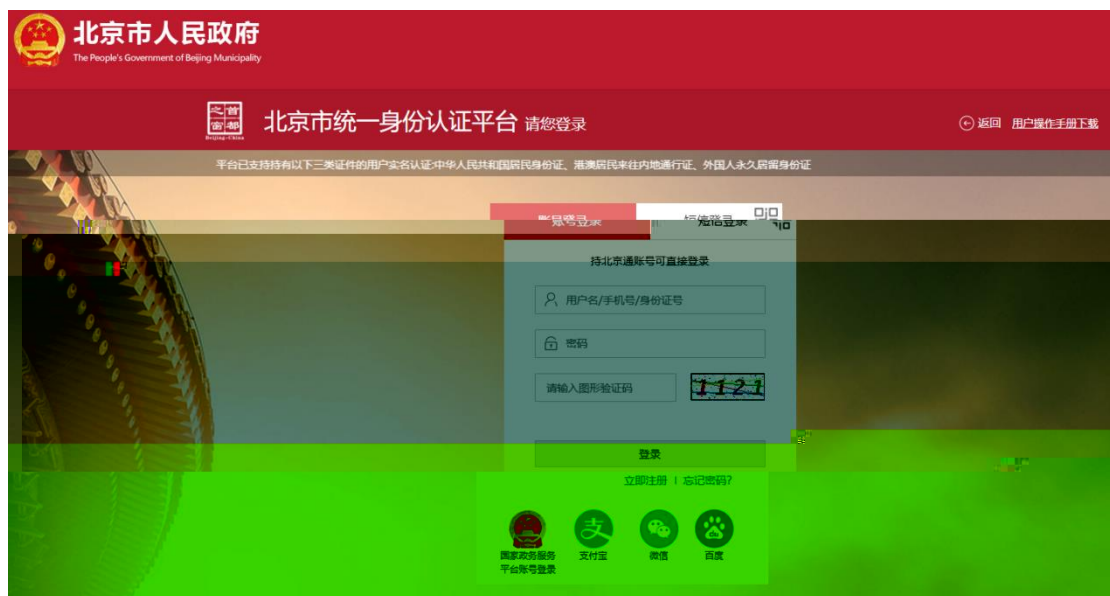 北京市人民政府
The People's Government of Beijing Municipality
之首
窗都
Beijing-China
北京市统一身份认证平台 请您登录
返回 用户操作手册下载
平台已支持持有以下三类证件的用户实名认证:中华人民共和国居民身份证、港澳居民来往内地通行证、外国人永久居留身份证
登录 短信登录
持北京通账号可直接登录
用户名/手机号/身份证号
密码
请输入图形验证码 1121
登录
立即注册 | 忘记密码?
国家政务服务
平台账号登录
支
支付宝
微信
du
百度